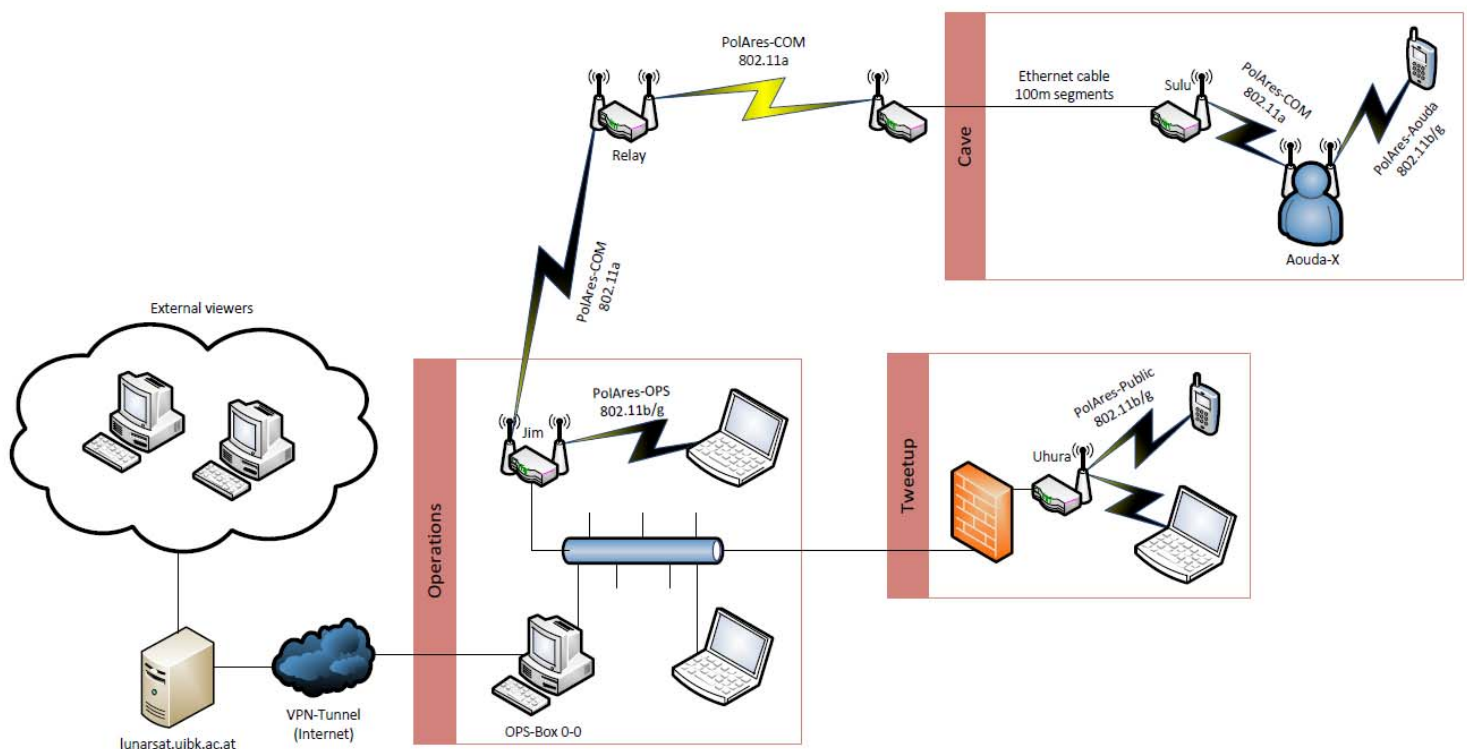 PolAres-COM
802.11a
Relay
Ethernet cable
100m segments
Cave
Sulu
PolAres-COM
802.11a
PolAres-Aouda
802.11b/g
Aouda-X
PolAres-COM
802.11a
External viewers
Operations
PolAres-OPS
802.11b/g
Jim
Tweetup
PolAres-Public
802.11b/g
Uhura
VPN-Tunnel
(Internet)
OPS-Box 0-0
lunarsat.uibk.ac.at